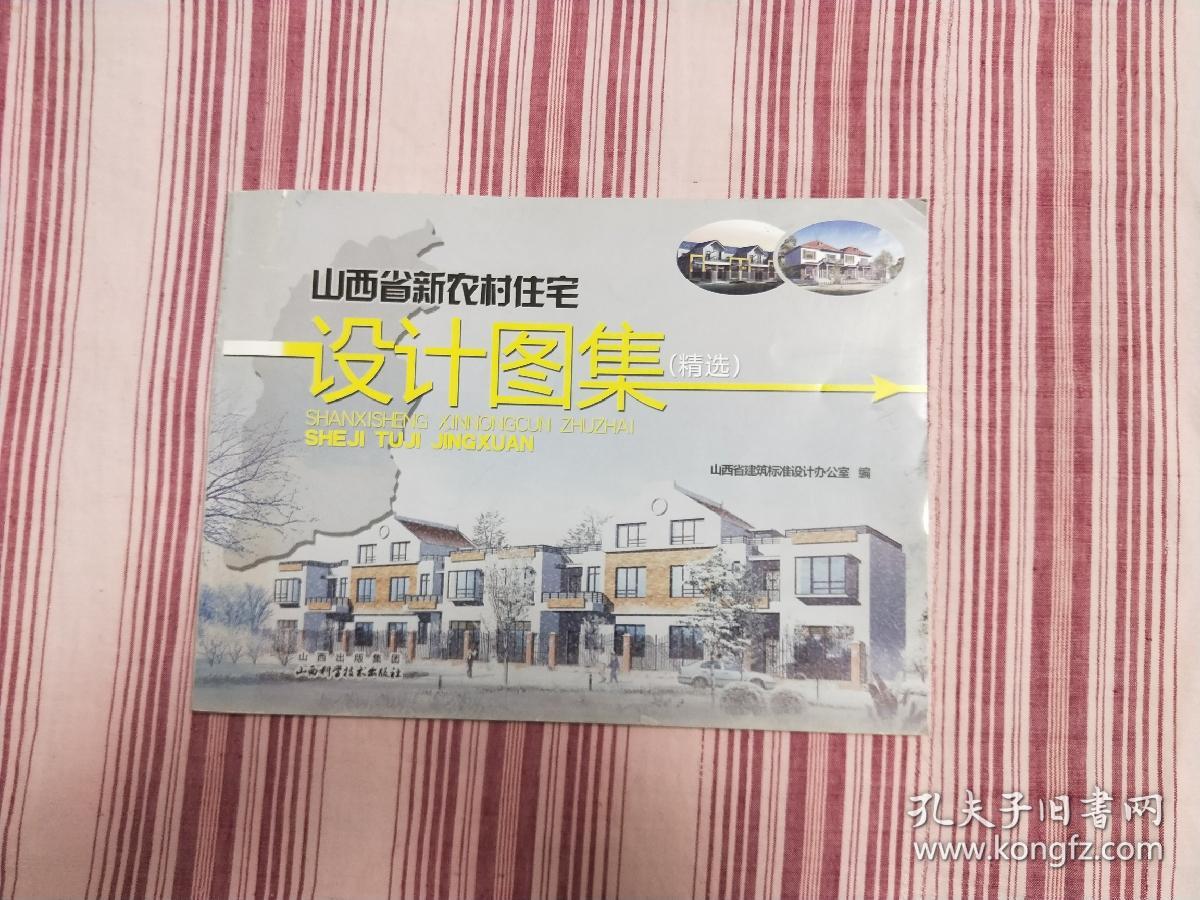 山西省新农村住宅
设计图集(精选)
SHANXISHENG XINNONGCUN ZHUZHAI
SHEJI TUJI JINGXUAN
山西省建筑标准设计办公室 编
山西出版集团
山西科学技术出版社
孔夫子旧书网
www.kongfz.com